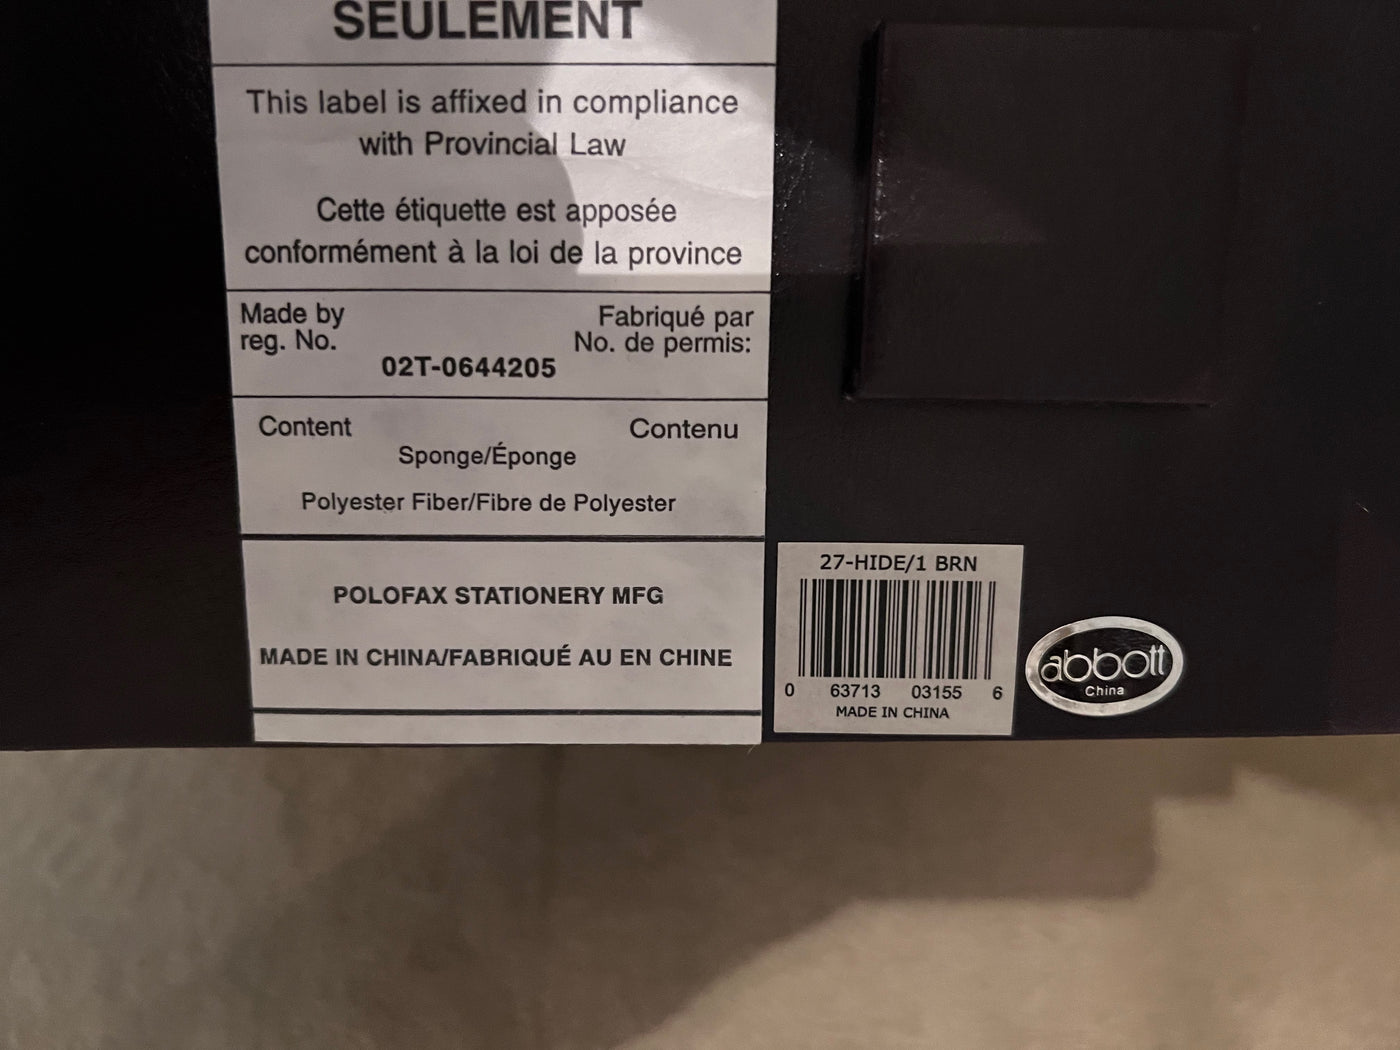 SEULEMENT
This label is affixed in compliance
with Provincial Law
Cette étiquette est apposée
conformément à la loi de la province
Made by
reg. No.
Fabriqué par
No. de permis:
02T-0644205
Content
Contenu
Sponge/Éponge
Polyester Fiber/Fibre de Polyester
POLOFAX STATIONERY MFG
MADE IN CHINA/FABRIQUÉ AU EN CHINE
27-HIDE/1 BRN
0 63713 03155 6
MADE IN CHINA
abbott
China